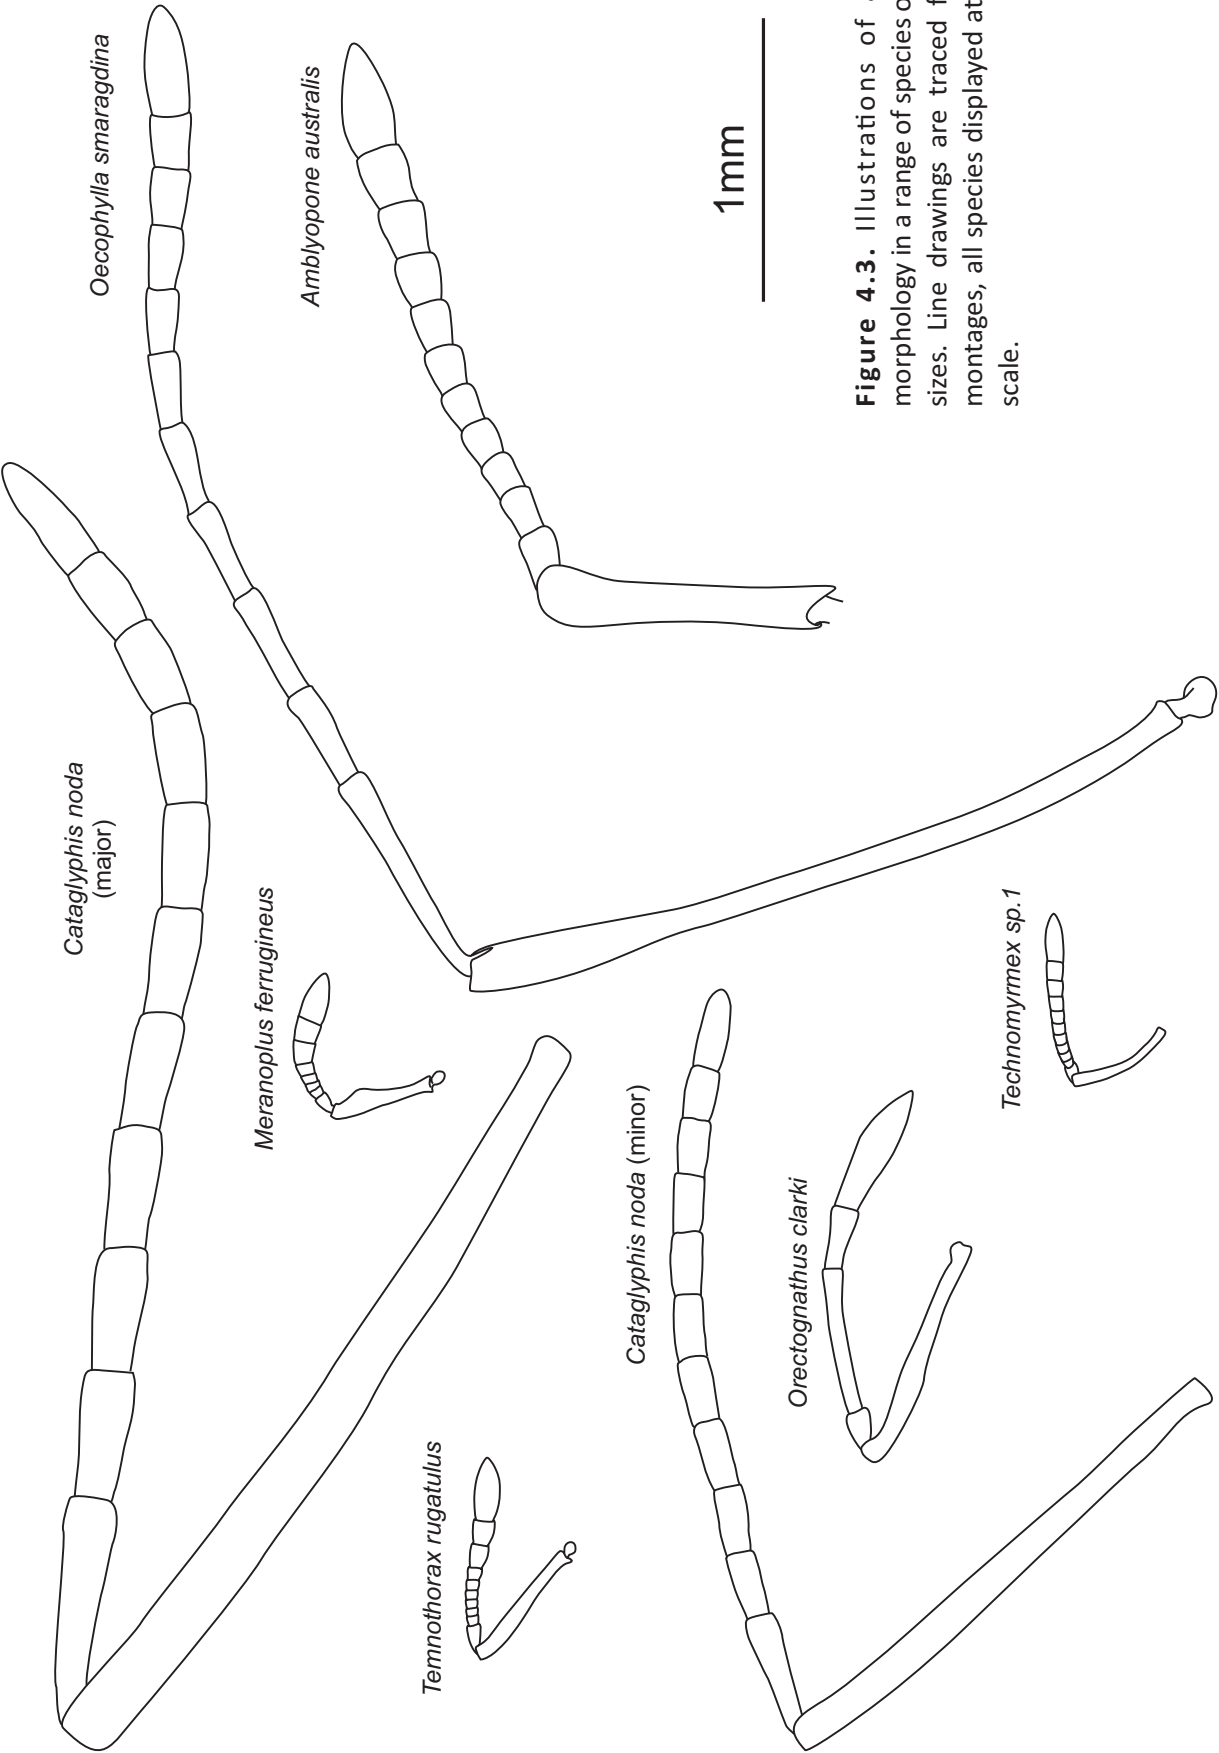 Cataglyphis noda
(major)
Oecophylla smaragdina
Meranoplus ferrugineus
Amblyopone australis
Temnothorax rugatulus
Cataglyphis noda (minor)
Orectognathus clarki
Technomyrmex sp.1
1mm
Figure 4.3. Illustrations of
morphology in a range of species
sizes. Line drawings are traced
montages, all species displayed at
scale.